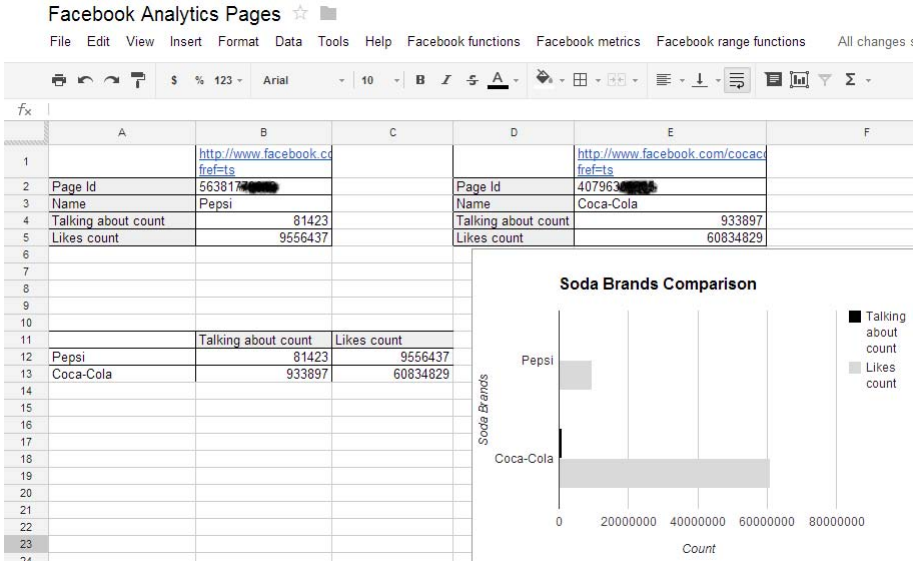 Facebook Analytics Pages
File Edit View Insert Format Data Tools Help Facebook functions Facebook metrics Facebook range functions All changes s
$ % 123 Arial 10 B I S A Σ
fx
A B C D E F
1 http://www.facebook.co http://www.facebook.com/cocaco
fref=ts fref=ts
2 Page Id 563817 Page Id 407963
3 Name Pepsi Name Coca-Cola
4 Talking about count 81423 Talking about count 933897
5 Likes count 9556437 Likes count 60834829
6
7
8
9
10
11 Talking about count Likes count
12 Pepsi 81423 9556437
13 Coca-Cola 933897 60834829
14
15
16
17
18
19
20
21
22
23
24
Soda Brands Comparison
Talking
about
count
Likes
count
Pepsi
Coca-Cola
Soda Brands
0 20000000 40000000 60000000 80000000
Count